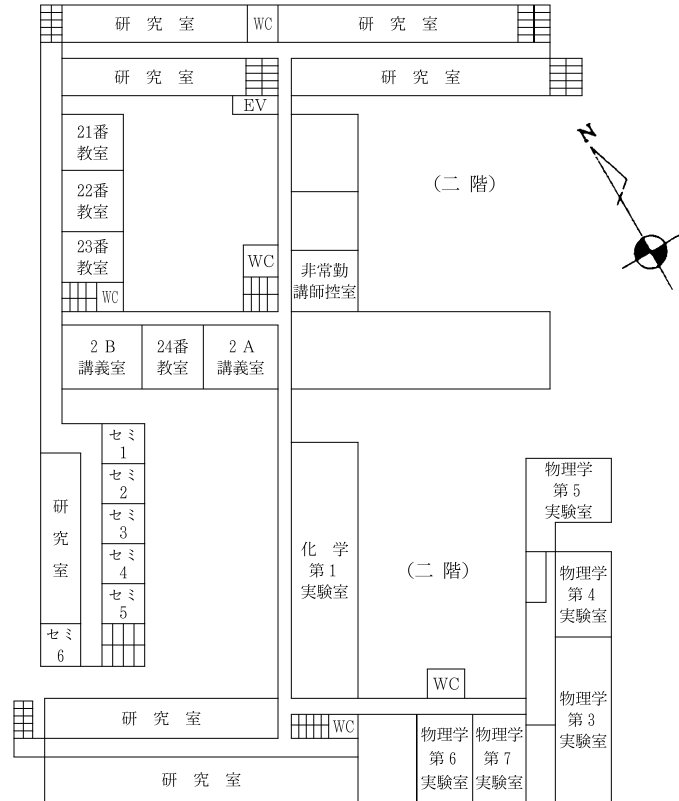 研 究 室
WC
研 究 室
研 究 室
研 究 室
EV
21番
教室
22番
教室
23番
教室
WC
WC
非常勤
講師控室
(二 階)
N
2 B
講義室
24番
教室
2 A
講義室
セミ
1
セミ
2
セミ
3
セミ
4
セミ
5
研
究
室
セミ
6
化 学
第1
実験室
(二 階)
物理学
第5
実験室
物理学
第4
実験室
物理学
第3
実験室
WC
研 究 室
WC
物理学
第6
実験室
物理学
第7
実験室
研 究 室